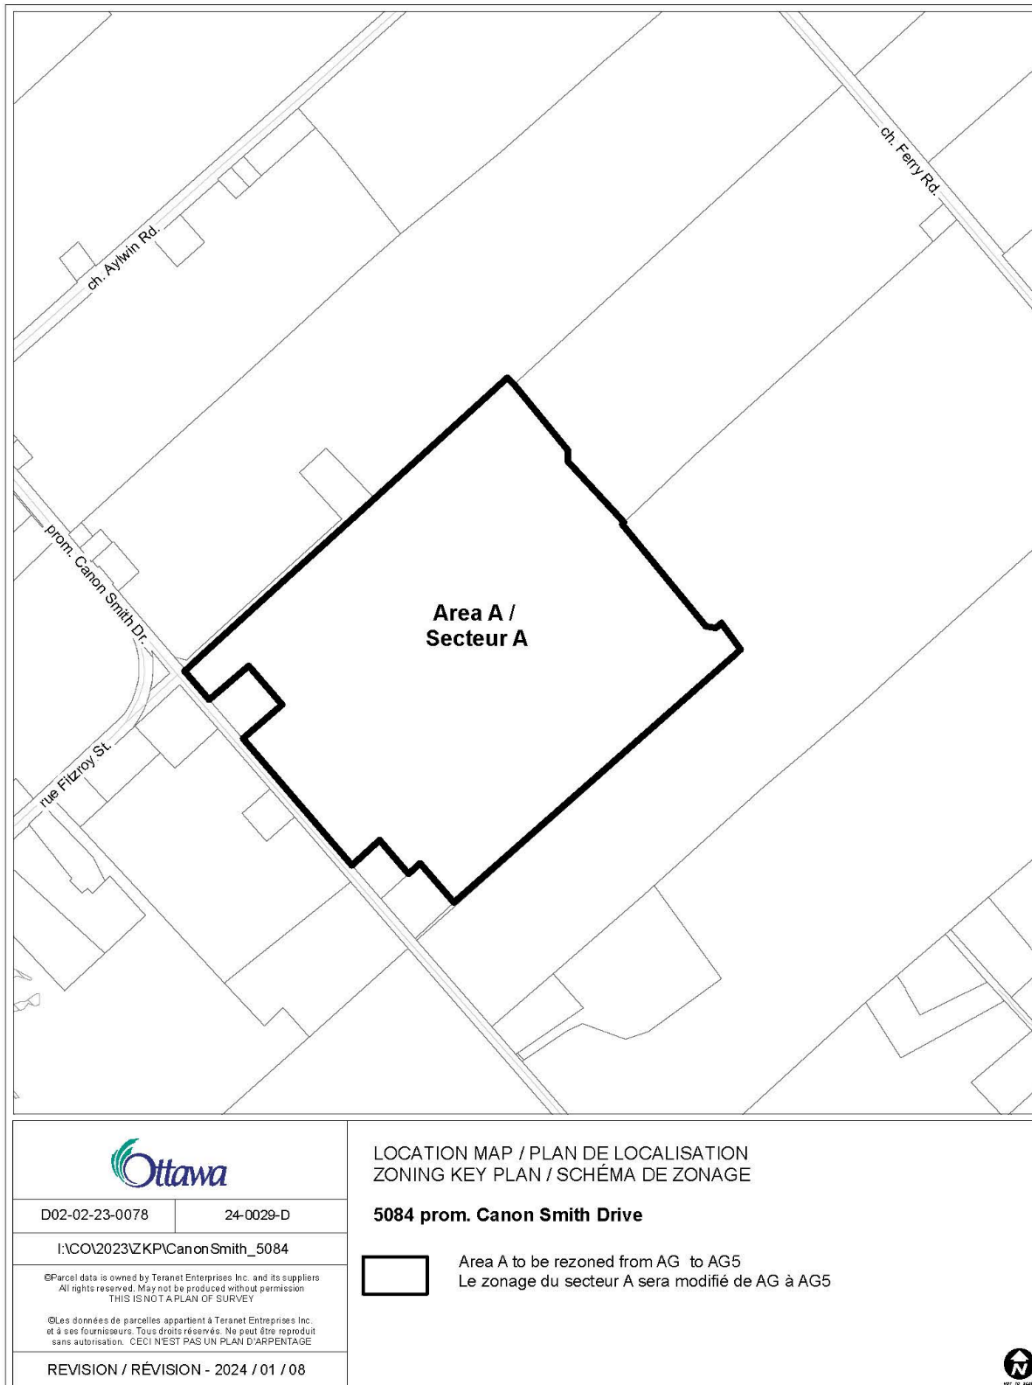 ch. Ferry Rd.
ch. Aylwin Rd.
prom. Canon Smith Dr.
Area A /
Secteur A
rue Fitzroy St.
Ottawa
D02-02-23-0078
24-0029-D
I:\CO\2023\ZKP\CanonSmith_5084
©Parcel data is owned by Teranet Enterprises Inc. and its suppliers
All rights reserved. May not be produced without permission
THIS IS NOT A PLAN OF SURVEY
©Les données de parcelles appartient à Teranet Entreprises Inc.
et à ses fournisseurs. Tous droits réservés. Ne peut être reproduit
sans autorisation. CECI N'EST PAS UN PLAN D'ARPENTAGE
REVISION / RÉVISION - 2024 / 01 / 08
LOCATION MAP / PLAN DE LOCALISATION
ZONING KEY PLAN / SCHÉMA DE ZONAGE
5084 prom. Canon Smith Drive
Area A to be rezoned from AG to AG5
Le zonage du secteur A sera modifié de AG à AG5
N